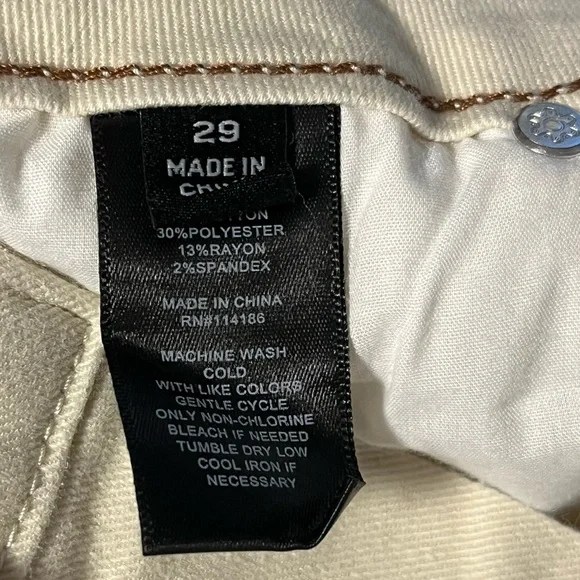 29
MADE IN
30%POLYESTER
13%RAYON
2%SPANDEX
MADE IN CHINA
RN#114186
MACHINE WASH
COLD
WITH LIKE COLORS
GENTLE CYCLE
ONLY NON-CHLORINE
BLEACH IF NEEDED
TUMBLE DRY LOW
COOL IRON IF
NECESSARY